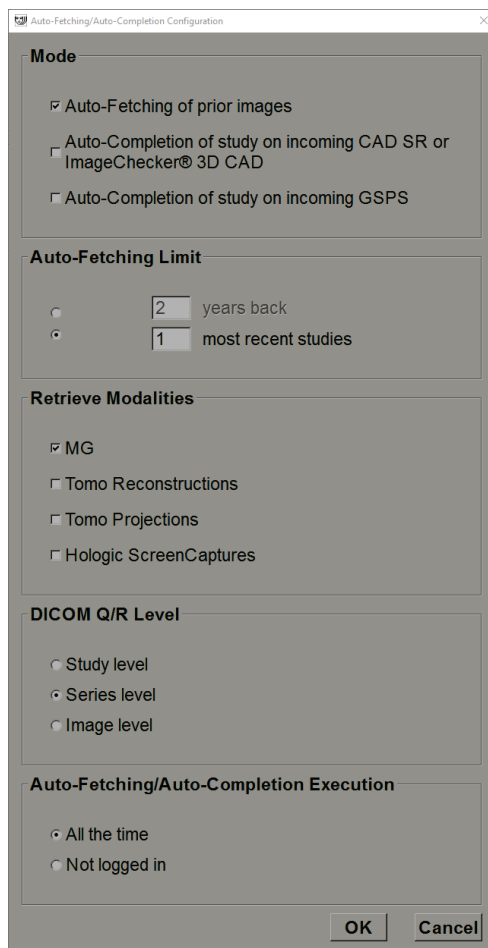 Auto-Fetching/Auto-Completion Configuration
Mode
Auto-Fetching of prior images
Auto-Completion of study on incoming CAD SR or
ImageChecker® 3D CAD
Auto-Completion of study on incoming GSPS
Auto-Fetching Limit
2 years back
1 most recent studies
Retrieve Modalities
MG
Tomo Reconstructions
Tomo Projections
Hologic ScreenCaptures
DICOM Q/R Level
Study level
Series level
Image level
Auto-Fetching/Auto-Completion Execution
All the time
Not logged in
OK Cancel